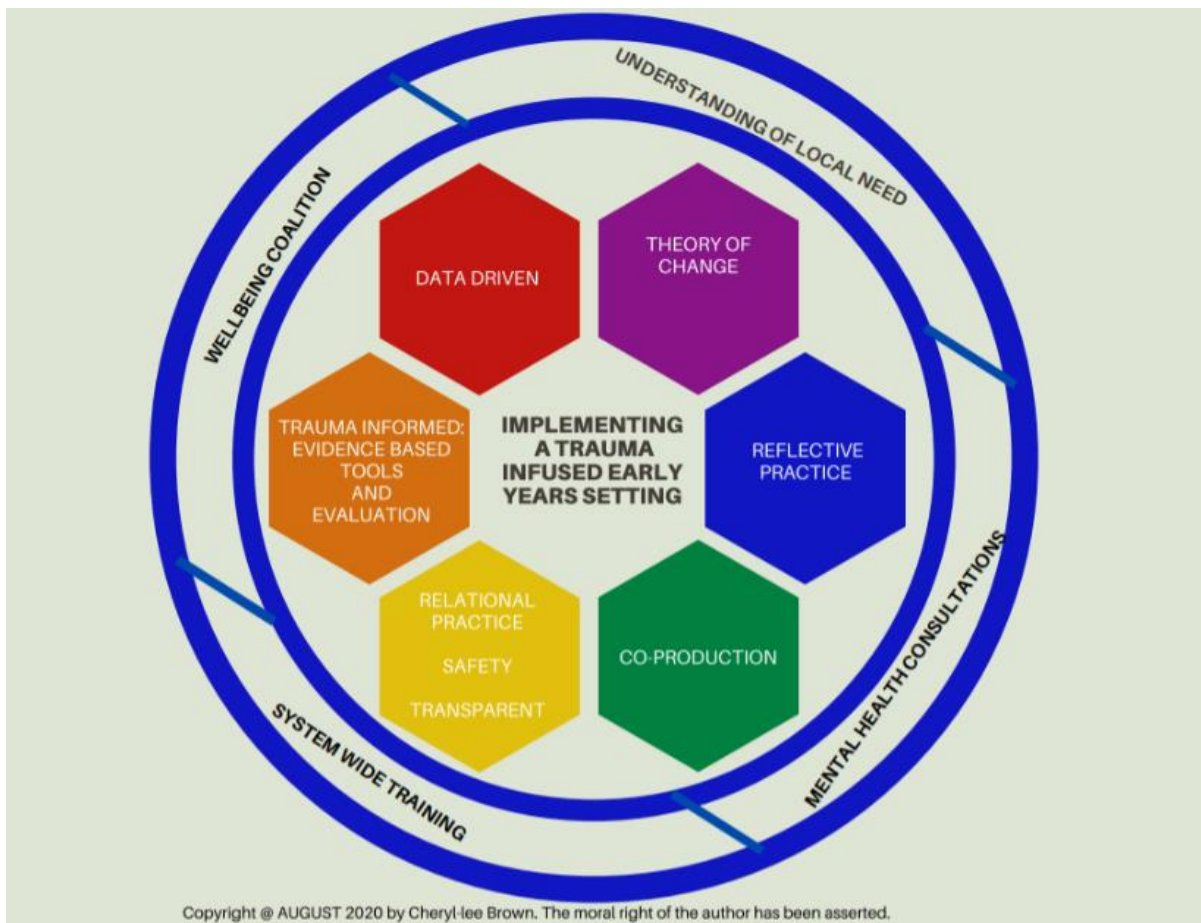 UNDERSTANDING OF LOCAL NEED
WELLBEING COALITION
DATA DRIVEN
THEORY OF
CHANGE
TRAUMA INFORMED:
EVIDENCE BASED
TOOLS
AND
EVALUATION
IMPLEMENTING
A TRAUMA
INFUSED EARLY
YEARS SETTING
REFLECTIVE
PRACTICE
RELATIONAL
PRACTICE
SAFETY
TRANSPARENT
CO-PRODUCTION
MENTAL HEALTH CONSULTATIONS
SYSTEM WIDE TRAINING
Copyright @ AUGUST 2020 by Cheryl-lee Brown. The moral right of the author has been asserted.